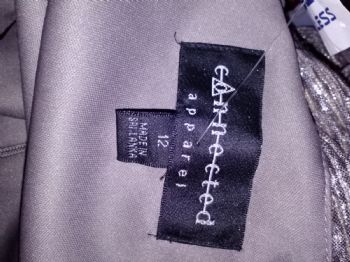 connected
apparel
12
MADE IN
SRI LANKA